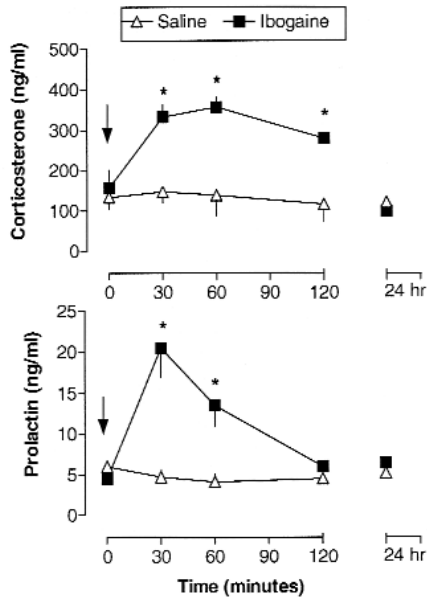 Saline Ibogaine
Corticosterone (ng/ml)
500
400
300
200
100
0
* * *
0 30 60 90 120 24 hr
Prolactin (ng/ml)
25
20
15
10
5
0
* *
0 30 60 90 120 24 hr
Time (minutes)